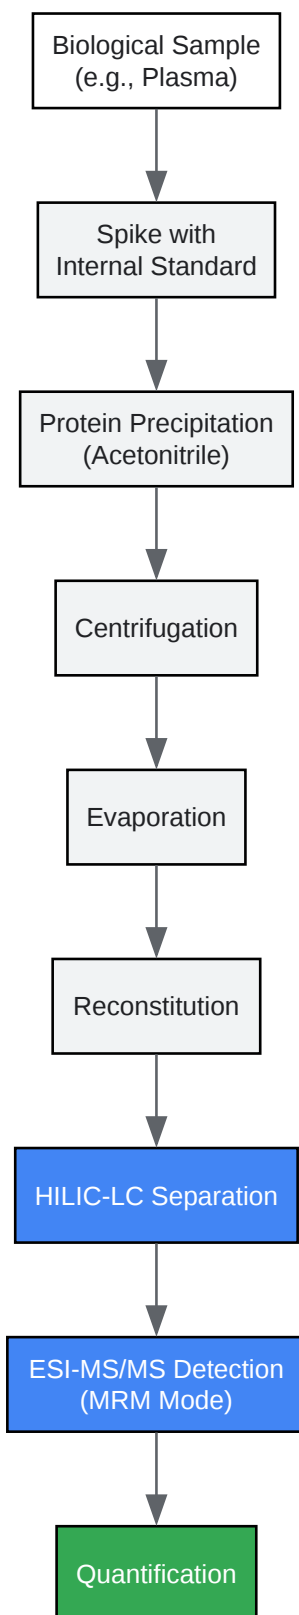 Biological Sample
(e.g., Plasma)
Spike with
Internal Standard
Protein Precipitation
(Acetonitrile)
Centrifugation
Evaporation
Reconstitution
HILIC-LC Separation
ESI-MS/MS Detection
(MRM Mode)
Quantification